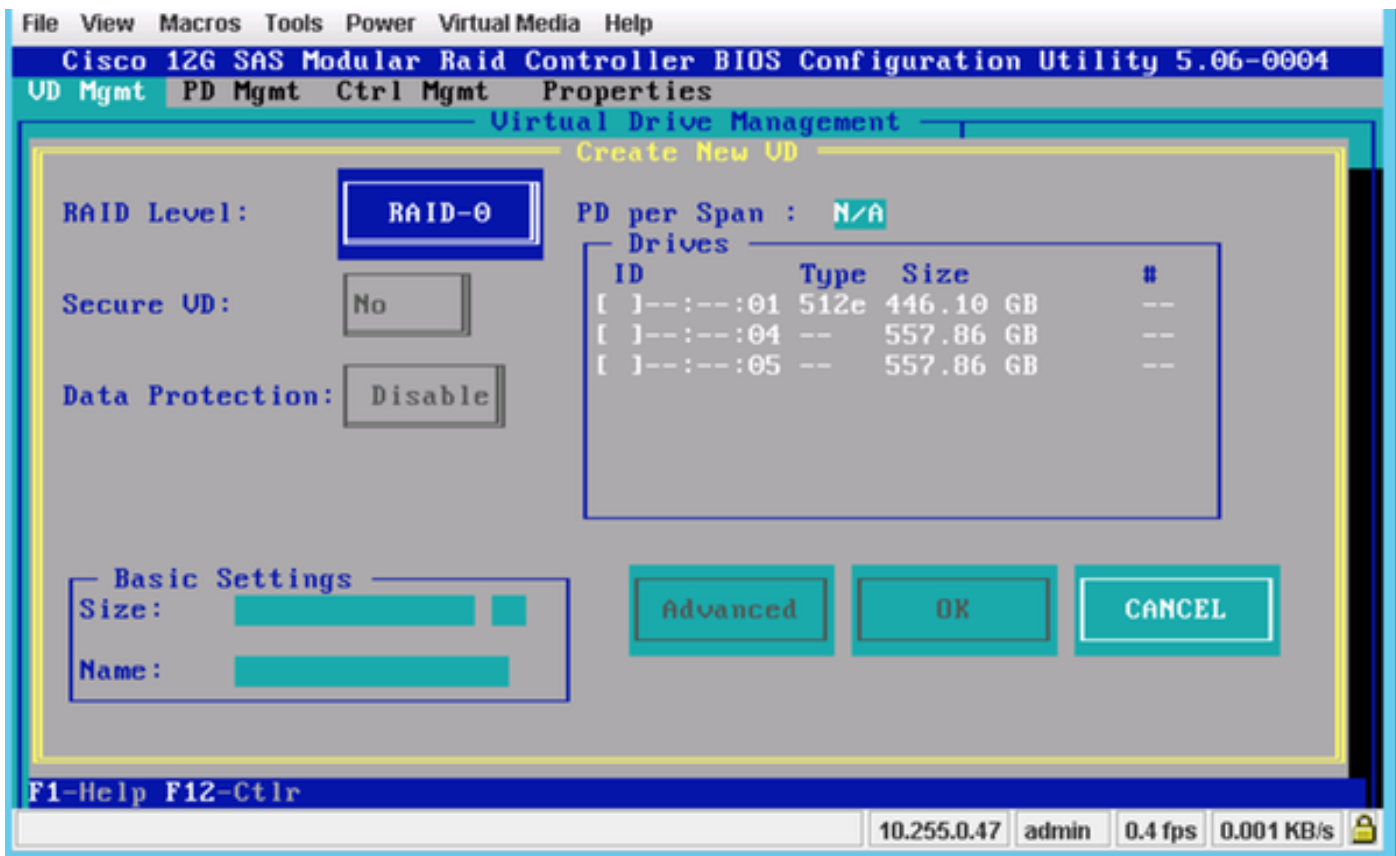 File View Macros Tools Power Virtual Media Help
Cisco 12G SAS Modular Raid Controller BIOS Configuration Utility 5.06-0004
VD Mgmt PD Mgmt Ctrl Mgmt Properties
Virtual Drive Management
Create New VD
RAID Level: RAID-0 PD per Span : N/A
Drives
ID Type Size #
Secure VD: No
[ ]--:--:01 512e 446.10 GB --
[ ]--:--:04 -- 557.86 GB --
[ ]--:--:05 -- 557.86 GB --
Data Protection: Disable
Basic Settings
Size:
Name:
Advanced OK CANCEL
F1-Help F12-Ctlr
10.255.0.47 admin 0.4 fps 0.001 KB/s